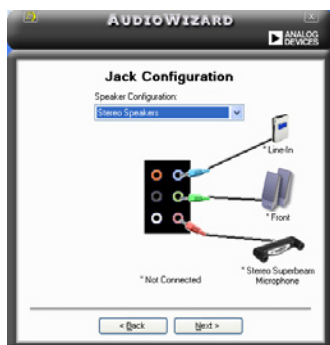 AUDIOWIZARD
ANALOG
DEVICES
Jack Configuration
Speaker Configuration:
Stereo Speakers
* Line-In
* Front
* Stereo Superbeam
Microphone
* Not Connected
< Back
Next >